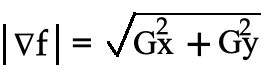 |∇f| = √(Gx² + Gy²)